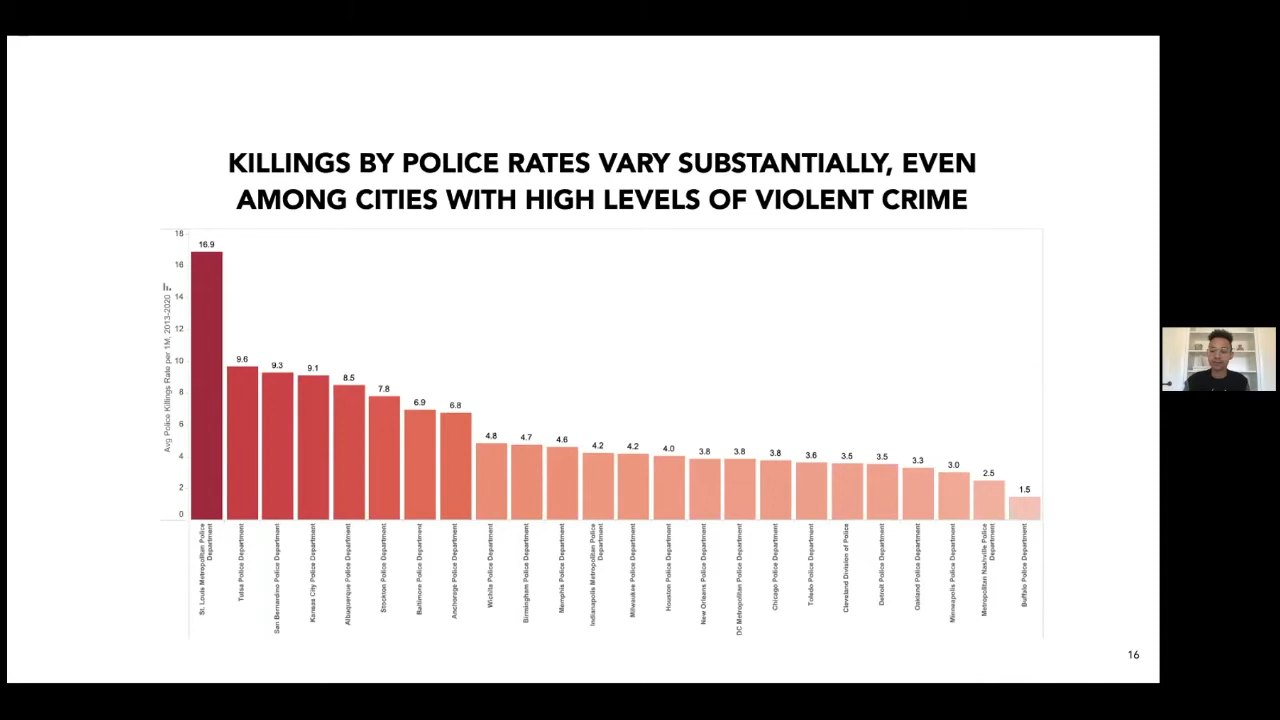 KILLINGS BY POLICE RATES VARY SUBSTANTIALLY, EVEN
AMONG CITIES WITH HIGH LEVELS OF VIOLENT CRIME
Avg Police Killings Rate per 1M, 2013-2020
18
16
14
12
10
8
6
4
2
0
16.9
9.6
9.3
9.1
8.5
7.8
6.9
6.8
4.8
4.7
4.6
4.2
4.2
4.0
3.8
3.8
3.8
3.6
3.5
3.5
3.3
3.0
2.5
1.5
St. Louis Metropolitan Police
Department
Tulsa Police Department
San Bernardino Police Department
Kansas City Police Department
Albuquerque Police Department
Stockton Police Department
Baltimore Police Department
Anchorage Police Department
Wichita Police Department
Birmingham Police Department
Memphis Police Department
Indianapolis Metropolitan Police
Department
Milwaukee Police Department
Houston Police Department
New Orleans Police Department
DC Metropolitan Police Department
Chicago Police Department
Toledo Police Department
Cleveland Division of Police
Detroit Police Department
Oakland Police Department
Minneapolis Police Department
Metropolitan Nashville Police
Department
Buffalo Police Department
16